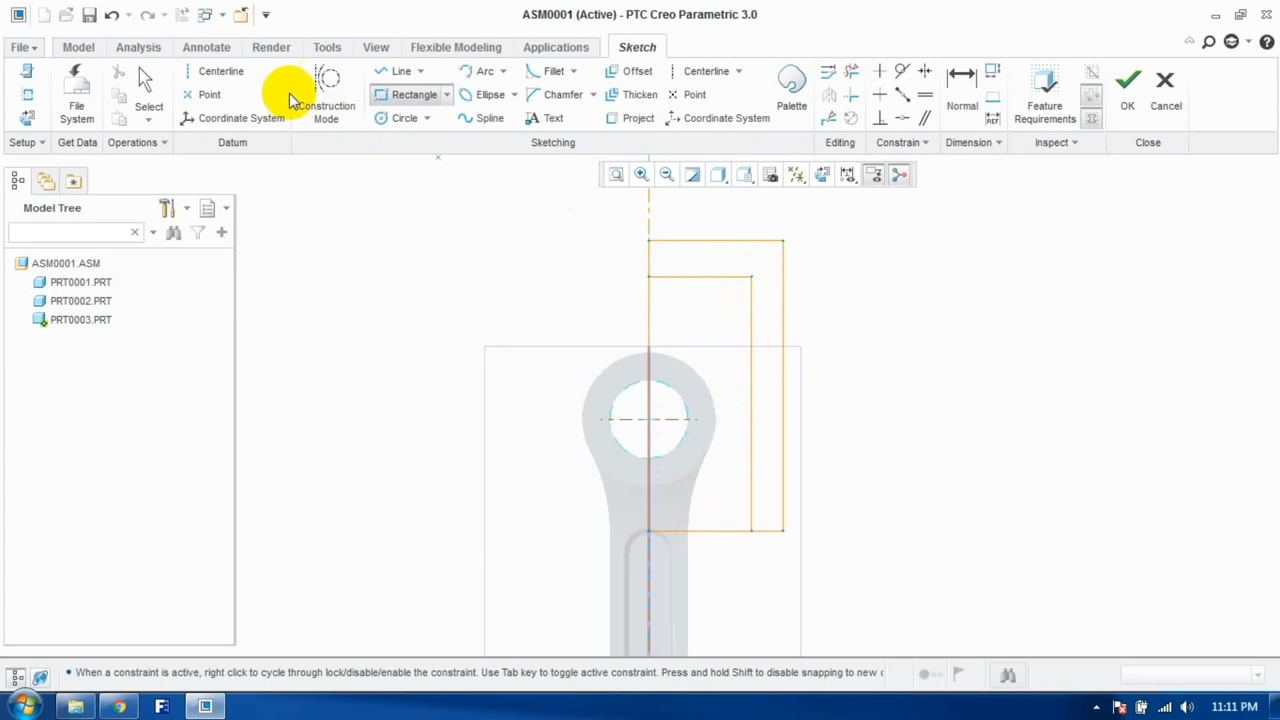 ASM0001 (Active) - PTC Creo Parametric 3.0
File Model Analysis Annotate Render Tools View Flexible Modeling Applications Sketch
Centerline Line Arc Fillet Offset Centerline
Point Rectangle Ellipse Chamfer Thicken Point
File System Select Coordinate System Construction Mode Circle Spline Text Project Coordinate System Palette Normal REF Feature Requirements OK Cancel
Setup Get Data Operations Datum Sketching Editing Constrain Dimension Inspect Close
Model Tree
ASM0001.ASM
PRT0001.PRT
PRT0002.PRT
PRT0003.PRT
• When a constraint is active, right click to cycle through lock/disable/enable the constraint. Use Tab key to toggle active constraint. Press and hold Shift to disable snapping to new c
11:11 PM